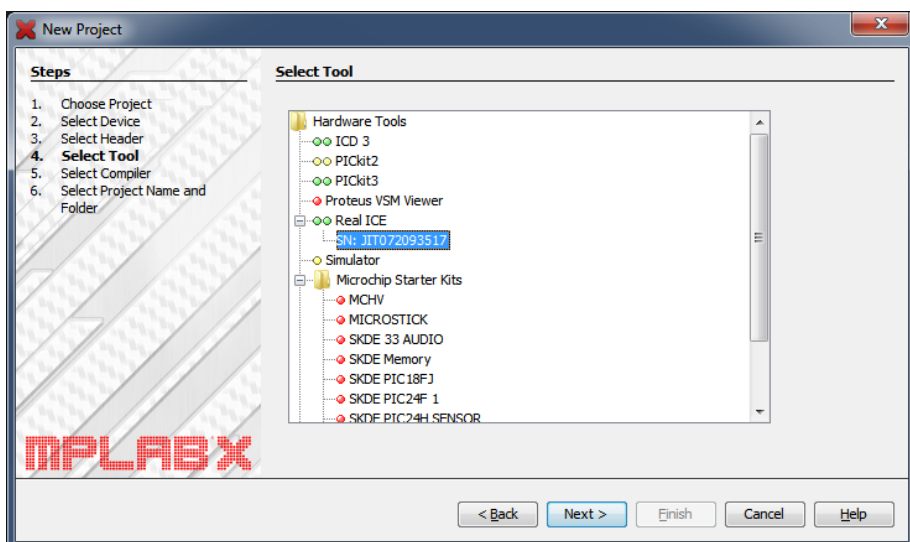 New Project
Steps
1. Choose Project
2. Select Device
3. Select Header
4. Select Tool
5. Select Compiler
6. Select Project Name and
Folder
Select Tool
Hardware Tools
ICD 3
PICkit2
PICkit3
Proteus VSM Viewer
Real ICE
SN: JIT072093517
Simulator
Microchip Starter Kits
MCHV
MICROSTICK
SKDE 33 AUDIO
SKDE Memory
SKDE PIC18FJ
SKDE PIC24F 1
SKDE PIC24H SENSOR
MPLAB X
< Back
Next >
Finish
Cancel
Help